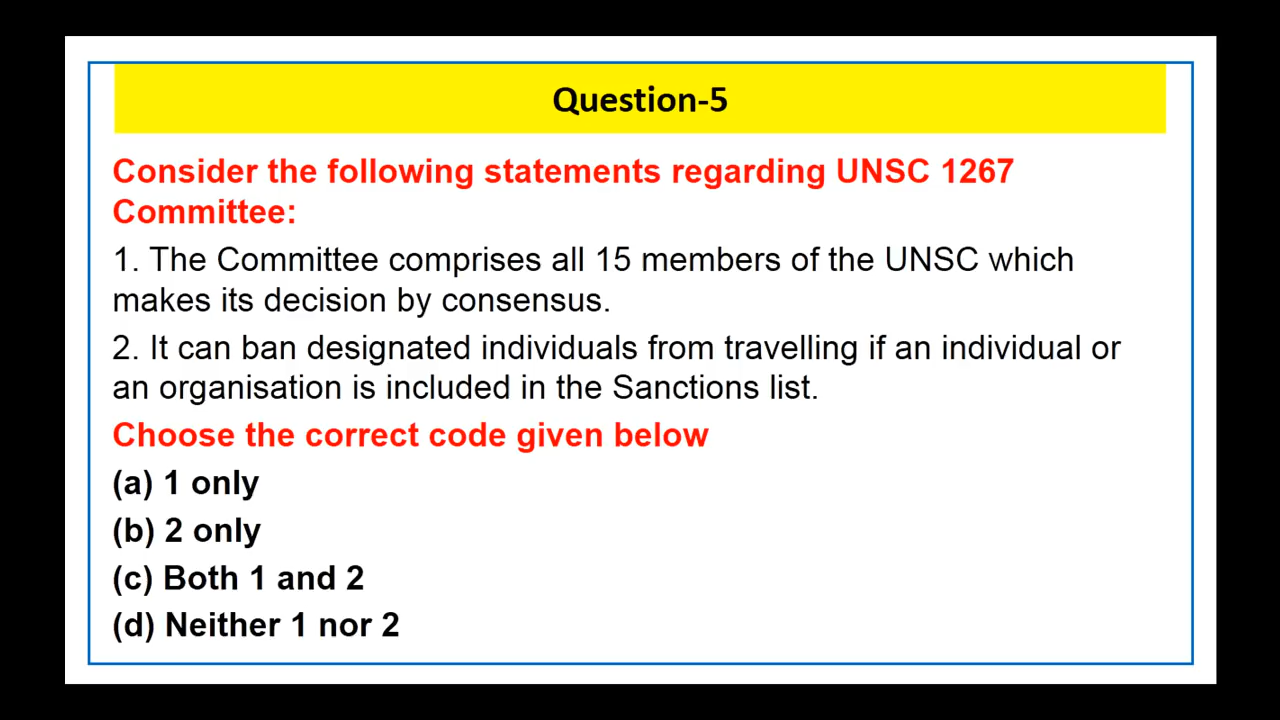 Question-5
Consider the following statements regarding UNSC 1267
Committee:
1. The Committee comprises all 15 members of the UNSC which
makes its decision by consensus.
2. It can ban designated individuals from travelling if an individual or
an organisation is included in the Sanctions list.
Choose the correct code given below
(a) 1 only
(b) 2 only
(c) Both 1 and 2
(d) Neither 1 nor 2